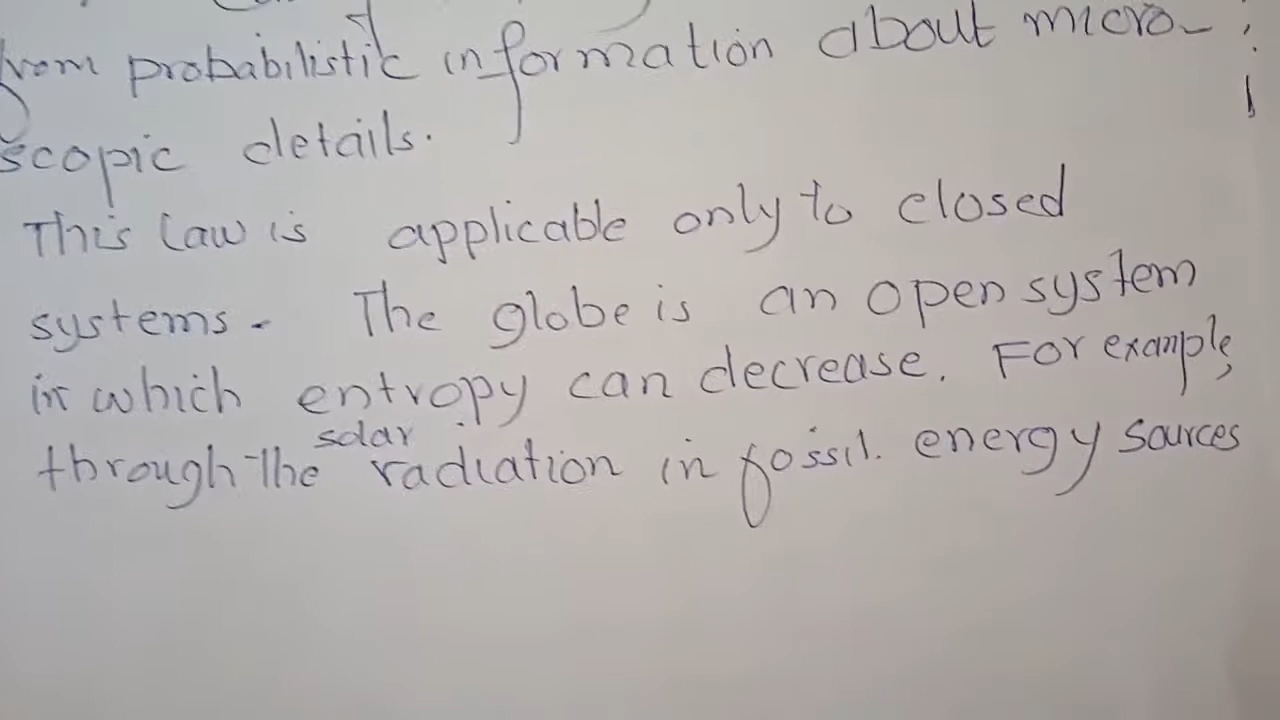 from probabilistic information about micro-
scopic details.
This law is applicable only to closed
systems. The globe is an open system
in which entropy can decrease. For example,
through the solar radiation in fossil. energy sources